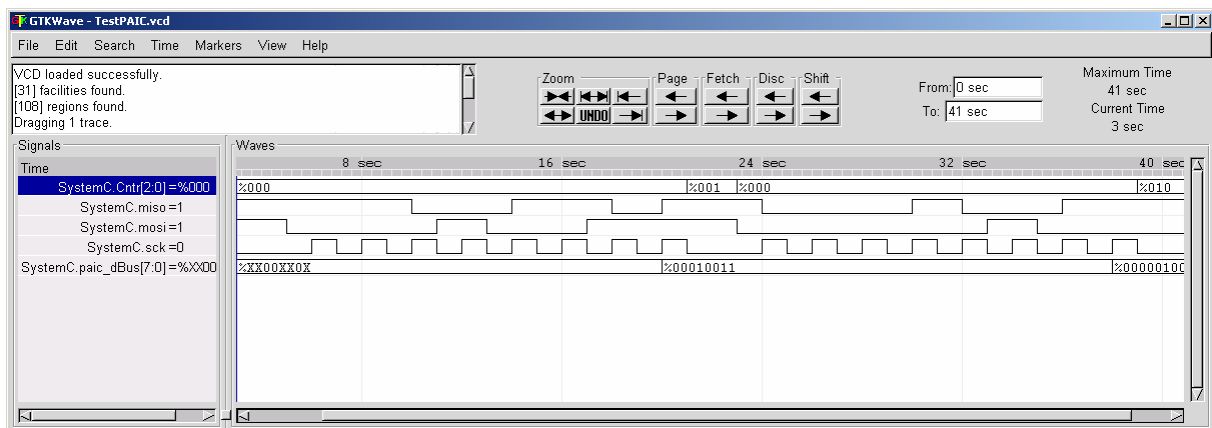 GTKWave - TestPAIC.vcd
File Edit Search Time Markers View Help
VCD loaded successfully.
[31] facilities found.
[108] regions found.
Dragging 1 trace.
Zoom
UNDO
Page
Fetch
Disc
Shift
From: 0 sec
To: 41 sec
Maximum Time
41 sec
Current Time
3 sec
Signals
Waves
Time
8 sec 16 sec 24 sec 32 sec 40 sec
SystemC.Cntr[2:0] =%000
%000 %001 %000 %010
SystemC.miso =1
SystemC.mosi =1
SystemC.sck =0
SystemC.paic_dBus[7:0] =%XX00
%XX00XX0X %00010011 %00000100